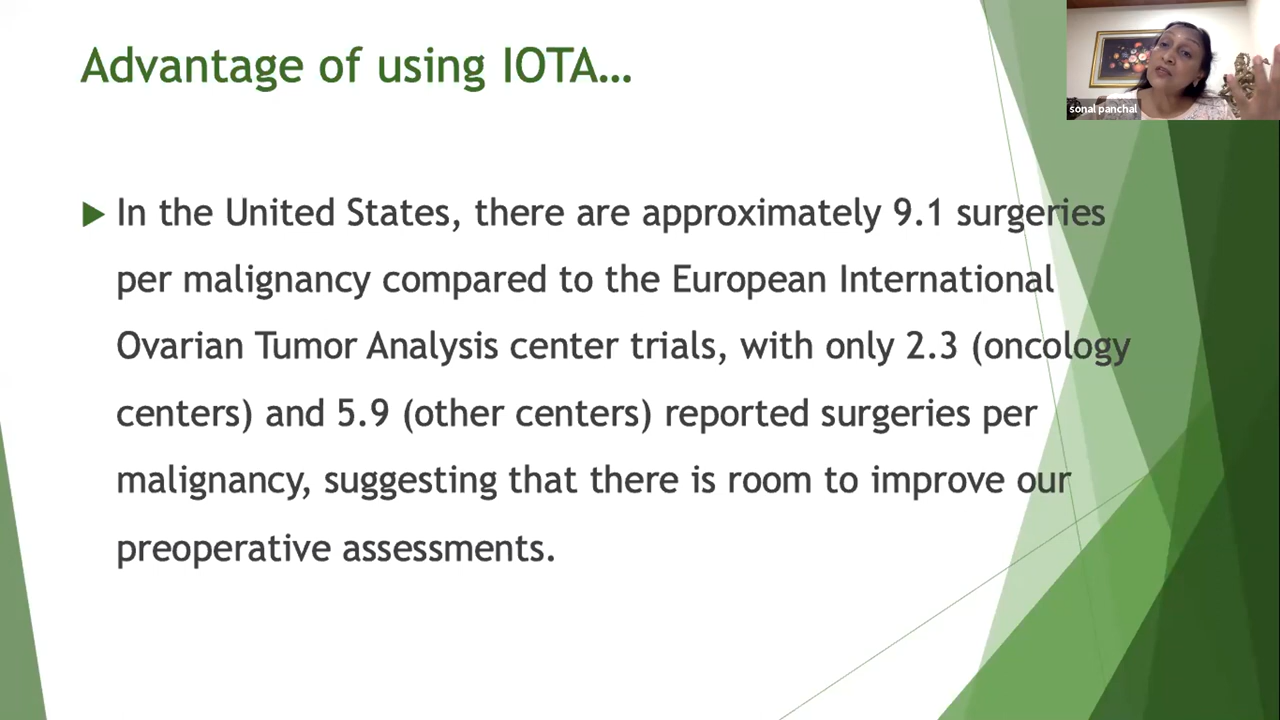 Advantage of using IOTA...
In the United States, there are approximately 9.1 surgeries
per malignancy compared to the European International
Ovarian Tumor Analysis center trials, with only 2.3 (oncology
centers) and 5.9 (other centers) reported surgeries per
malignancy, suggesting that there is room to improve our
preoperative assessments.
sonal panchal